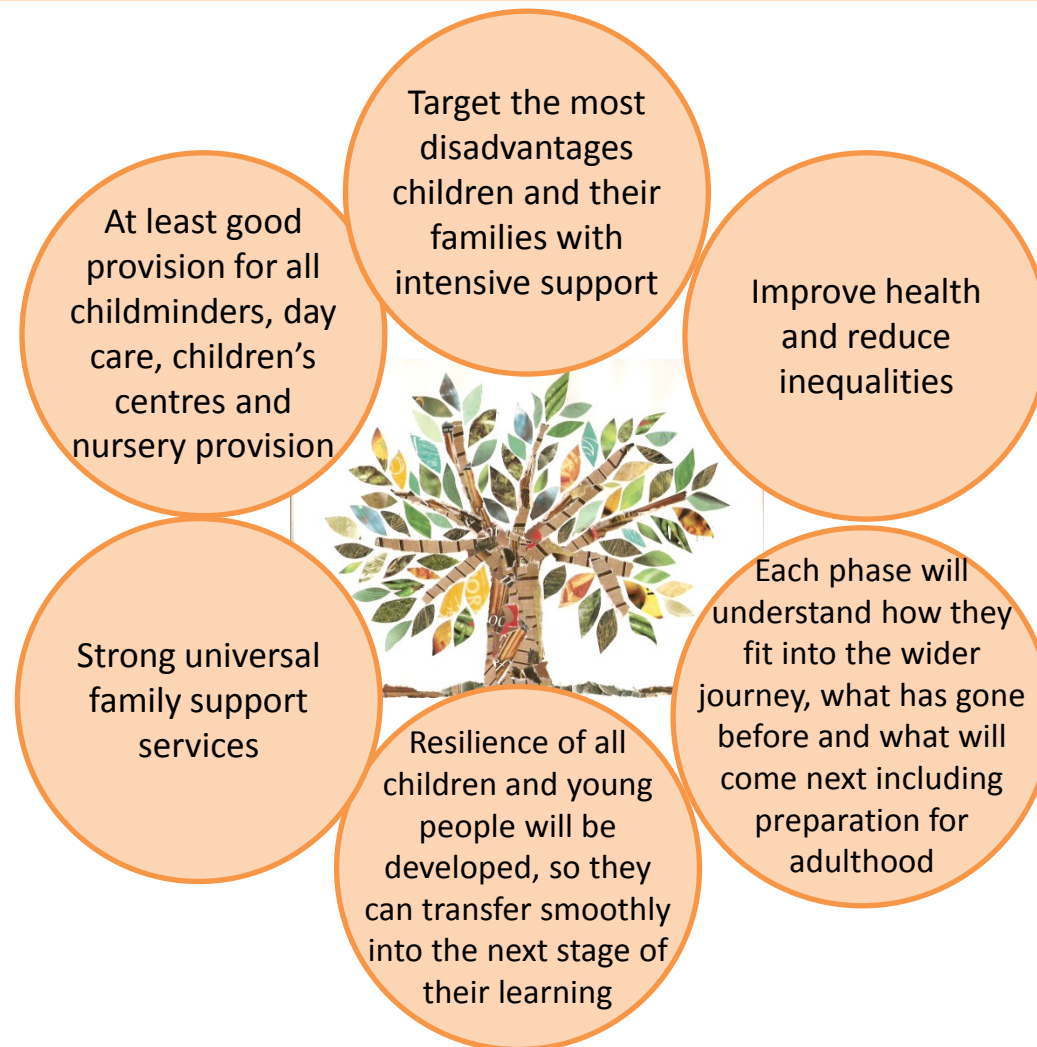 Target the most
disadvantages
children and their
families with
intensive support
Improve health
and reduce
inequalities
Each phase will
understand how they
fit into the wider
journey, what has gone
before and what will
come next including
preparation for
adulthood
Resilience of all
children and young
people will be
developed, so they
can transfer smoothly
into the next stage of
their learning
Strong universal
family support
services
At least good
provision for all
childminders, day
care, children’s
centres and
nursery provision